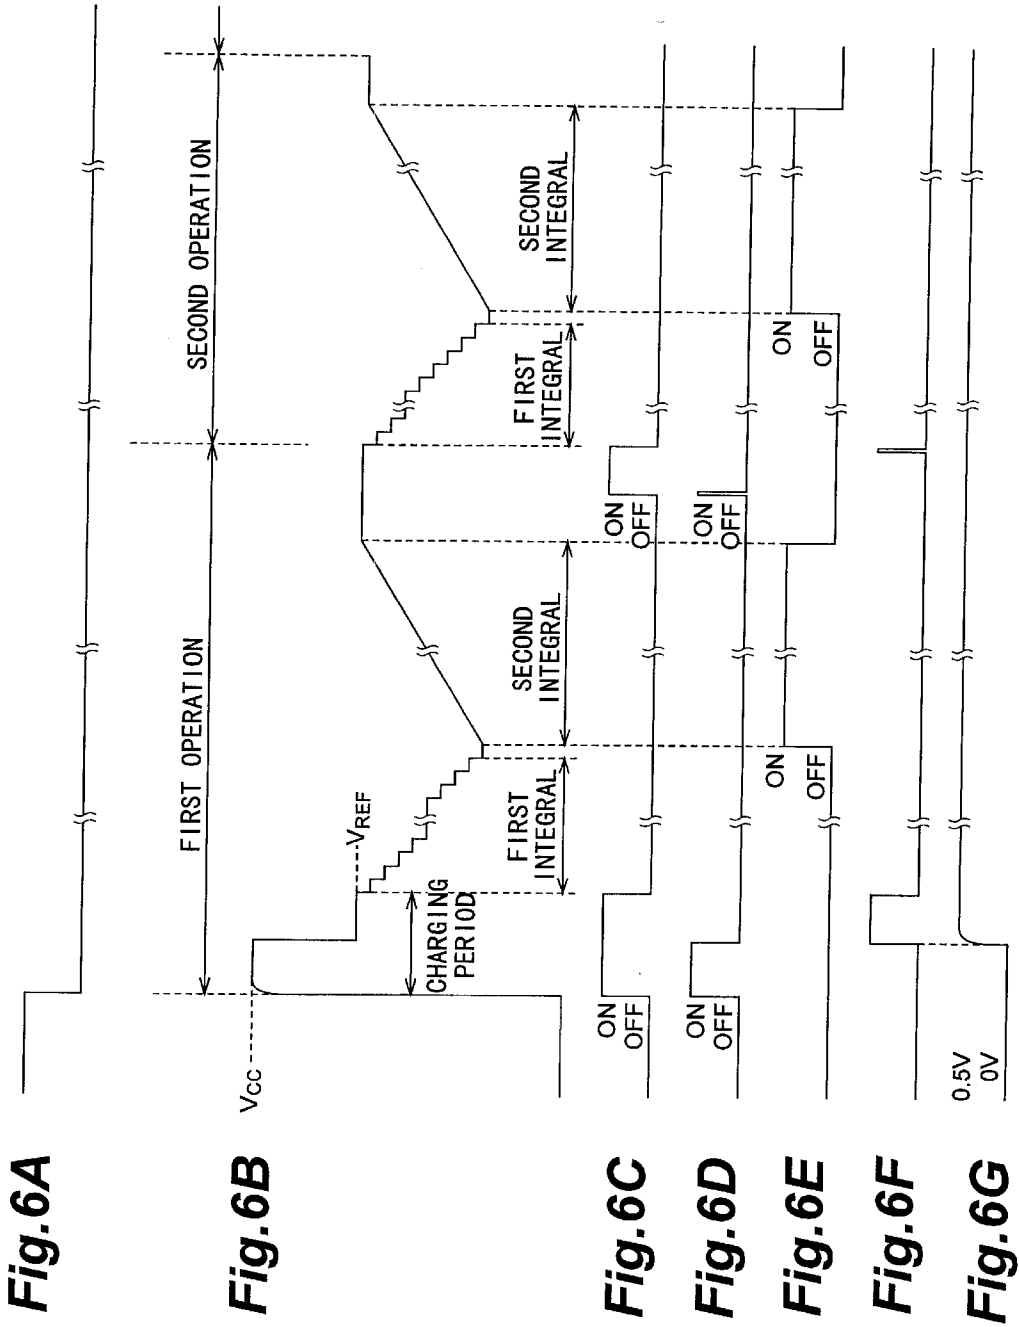 Fig.6A
FIRST OPERATION
SECOND OPERATION
Fig.6B
VCC
VREF
CHARGING
PERIOD
FIRST
INTEGRAL
SECOND
INTEGRAL
FIRST
INTEGRAL
SECOND
INTEGRAL
Fig.6C
ON
OFF
ON
OFF
Fig.6D
ON
OFF
ON
OFF
Fig.6E
ON
OFF
ON
OFF
Fig.6F
Fig.6G
0.5V
0V